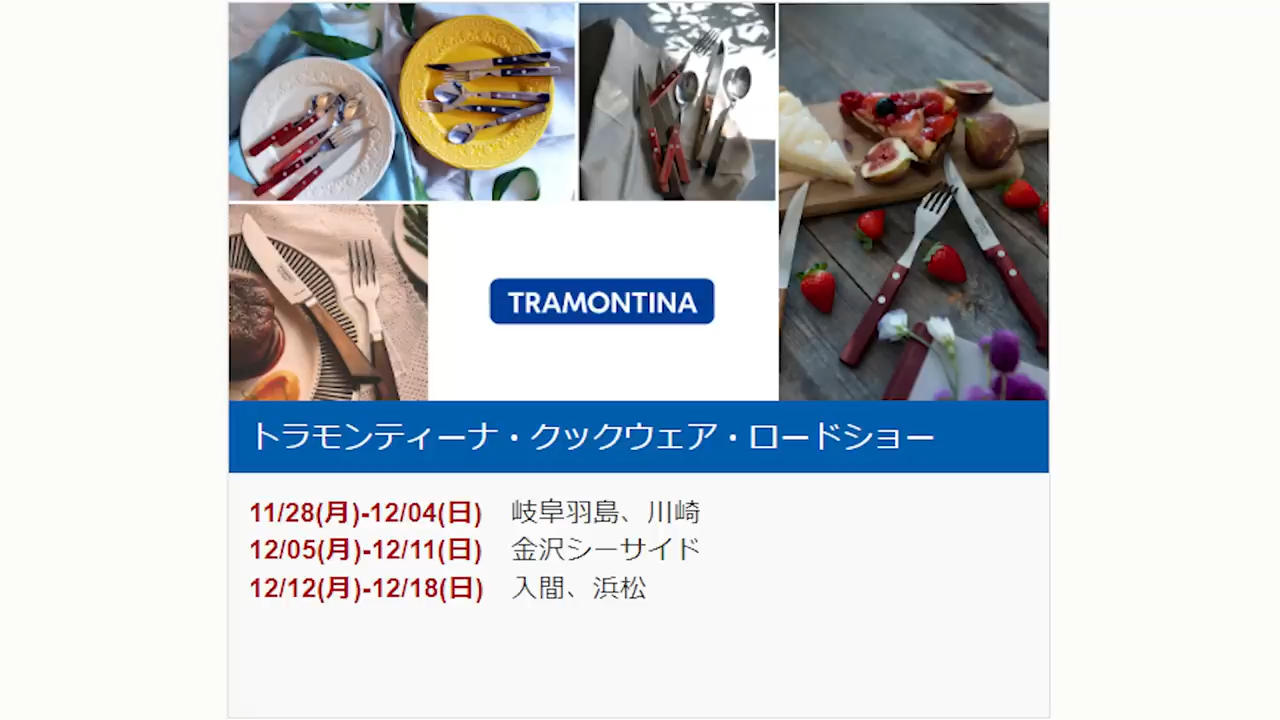 TRAMONTINA
トラモンティーナ・クックウェア・ロードショー
11/28(月)-12/04(日) 岐阜羽島、川崎
12/05(月)-12/11(日) 金沢シーサイド
12/12(月)-12/18(日) 入間、浜松